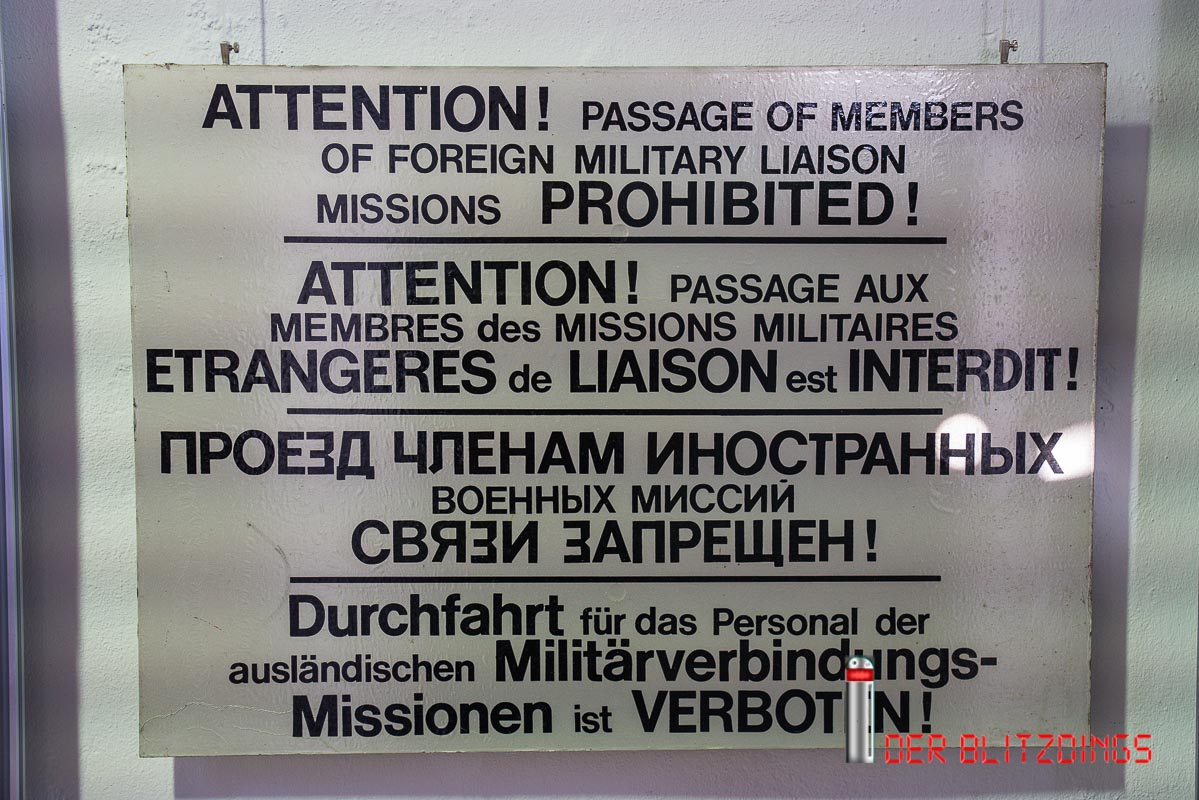 ATTENTION! PASSAGE OF MEMBERS
OF FOREIGN MILITARY LIAISON
MISSIONS PROHIBITED!
ATTENTION! PASSAGE AUX
MEMBRES des MISSIONS MILITAIRES
ETRANGERES de LIAISON est INTERDIT!
ПРОЕЗД ЧЛЕНАМ ИНОСТРАННЫХ
ВОЕННЫХ МИССИЙ
СВЯЗИ ЗАПРЕЩЕН!
Durchfahrt für das Personal der
ausländischen Militärverbindungs-
Missionen ist VERBOTEN!
DER BLITZDINGS